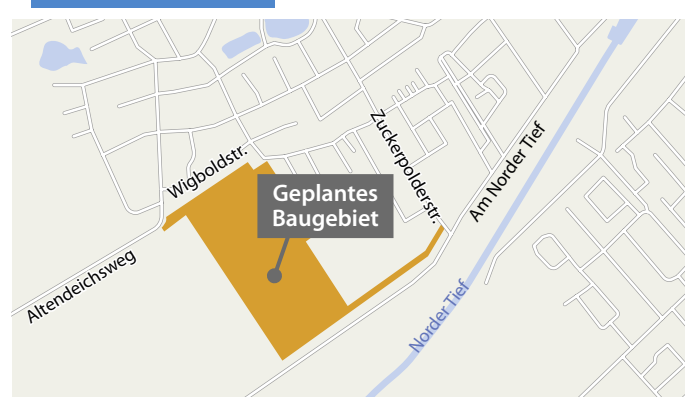 Zuckerpolderstr.
Am Norder Tief
Wigboldstr.
Geplantes
Baugebiet
Altendeichsweg
Norder Tief